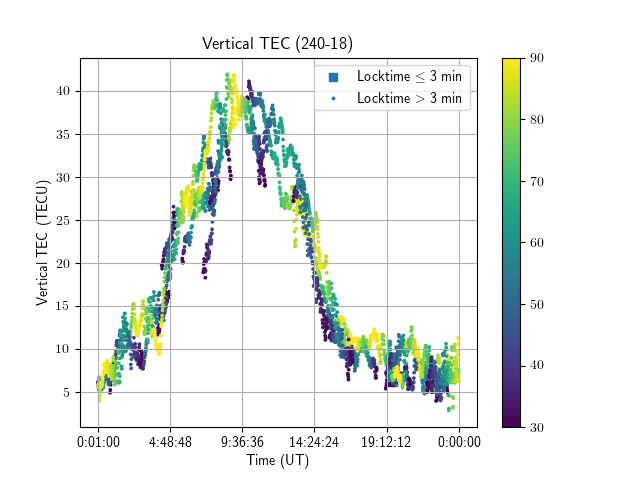 Vertical TEC (240-18)
Locktime ≤ 3 min
Locktime > 3 min
Vertical TEC (TECU)
40
35
30
25
20
15
10
5
0:01:00 4:48:48 9:36:36 14:24:24 19:12:12 0:00:00
Time (UT)
90
80
70
60
50
40
30